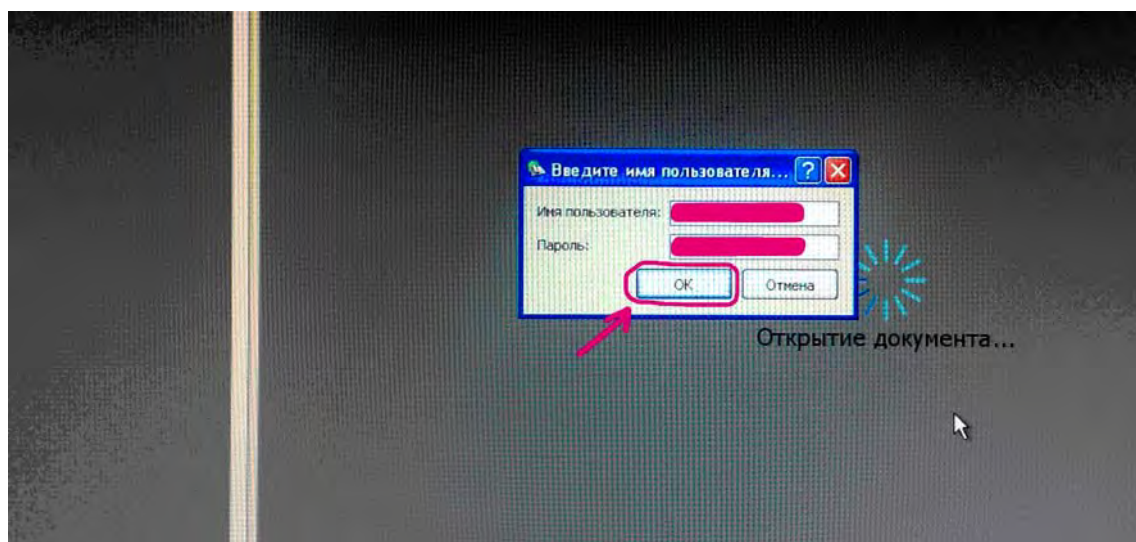 Введите имя пользователя...
Имя пользователя:
Пароль:
OK Отмена
Открытие документа...